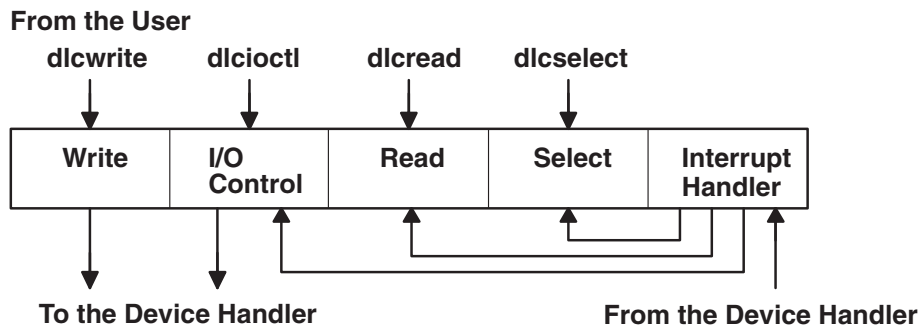 From the User
dlcwrite dlcioctl dlcread dlcselect
Write I/O Control Read Select Interrupt Handler
To the Device Handler From the Device Handler